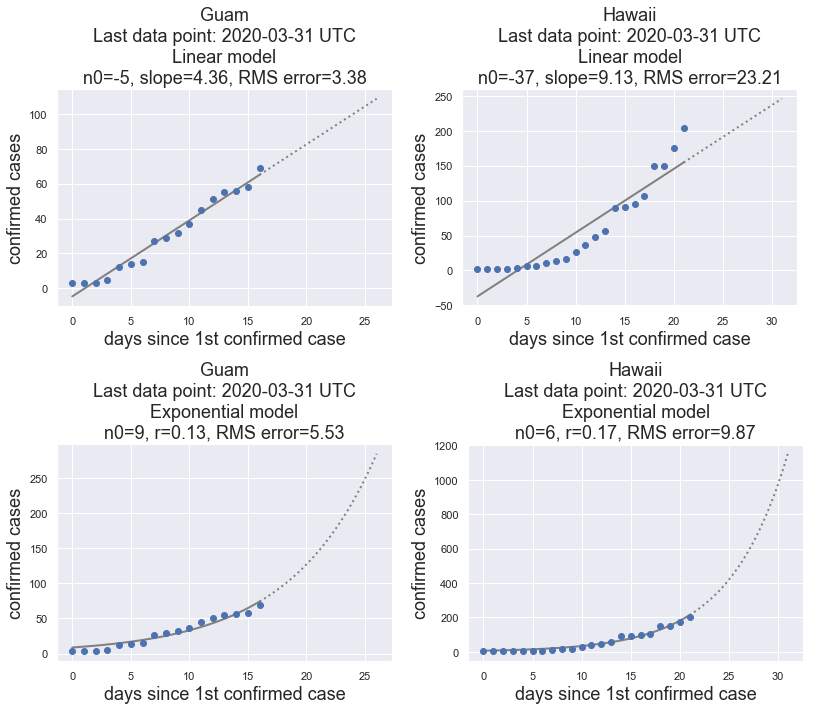 Guam
Last data point: 2020-03-31 UTC
Linear model
n0=-5, slope=4.36, RMS error=3.38
100
80
60
40
20
0
confirmed cases
0 5 10 15 20 25
days since 1st confirmed case
Hawaii
Last data point: 2020-03-31 UTC
Linear model
n0=-37, slope=9.13, RMS error=23.21
250
200
150
100
50
0
−50
confirmed cases
0 5 10 15 20 25 30
days since 1st confirmed case
Guam
Last data point: 2020-03-31 UTC
Exponential model
n0=9, r=0.13, RMS error=5.53
250
200
150
100
50
0
confirmed cases
0 5 10 15 20 25
days since 1st confirmed case
Hawaii
Last data point: 2020-03-31 UTC
Exponential model
n0=6, r=0.17, RMS error=9.87
1200
1000
800
600
400
200
0
confirmed cases
0 5 10 15 20 25 30
days since 1st confirmed case